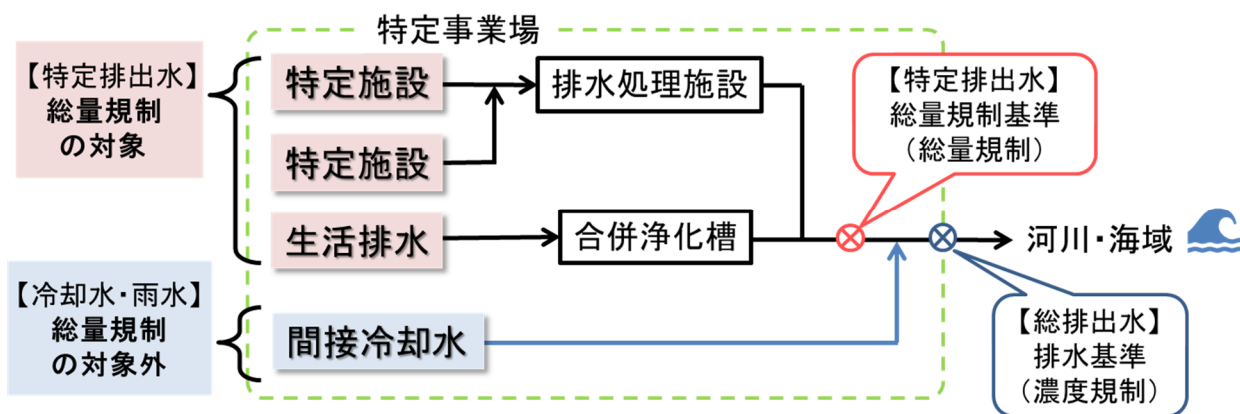 特定事業場
【特定排出水】
総量規制
の対象
特定施設
排水処理施設
特定施設
生活排水
合併浄化槽
【特定排出水】
総量規制基準
（総量規制）
河川・海域
【冷却水・雨水】
総量規制
の対象外
間接冷却水
【総排出水】
排水基準
（濃度規制）